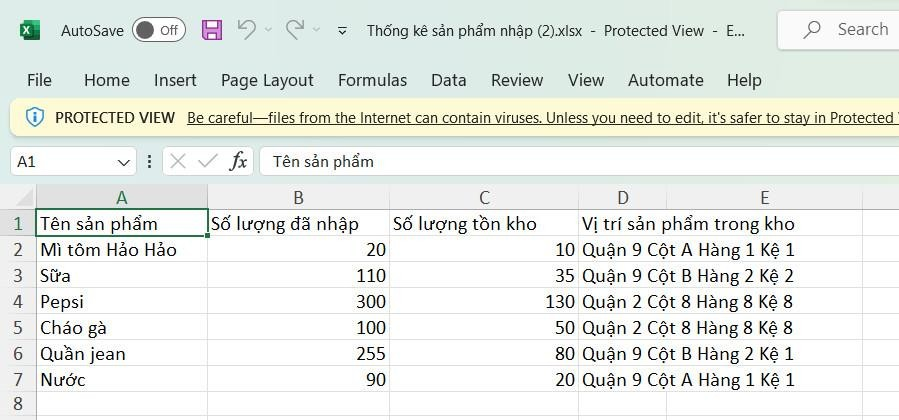 AutoSave Off Thống kê sản phẩm nhập (2).xlsx - Protected View - E... Search
File Home Insert Page Layout Formulas Data Review View Automate Help
PROTECTED VIEW Be careful—files from the Internet can contain viruses. Unless you need to edit, it's safer to stay in Protected
A1 fx Tên sản phẩm
A B C D E
1 Tên sản phẩm Số lượng đã nhập Số lượng tồn kho Vị trí sản phẩm trong kho
2 Mì tôm Hảo Hảo 20 10 Quận 9 Cột A Hàng 1 Kệ 1
3 Sữa 110 35 Quận 9 Cột B Hàng 2 Kệ 2
4 Pepsi 300 130 Quận 2 Cột 8 Hàng 8 Kệ 8
5 Cháo gà 100 50 Quận 2 Cột 8 Hàng 8 Kệ 8
6 Quần jean 255 80 Quận 9 Cột B Hàng 2 Kệ 1
7 Nước 90 20 Quận 9 Cột A Hàng 1 Kệ 1
8